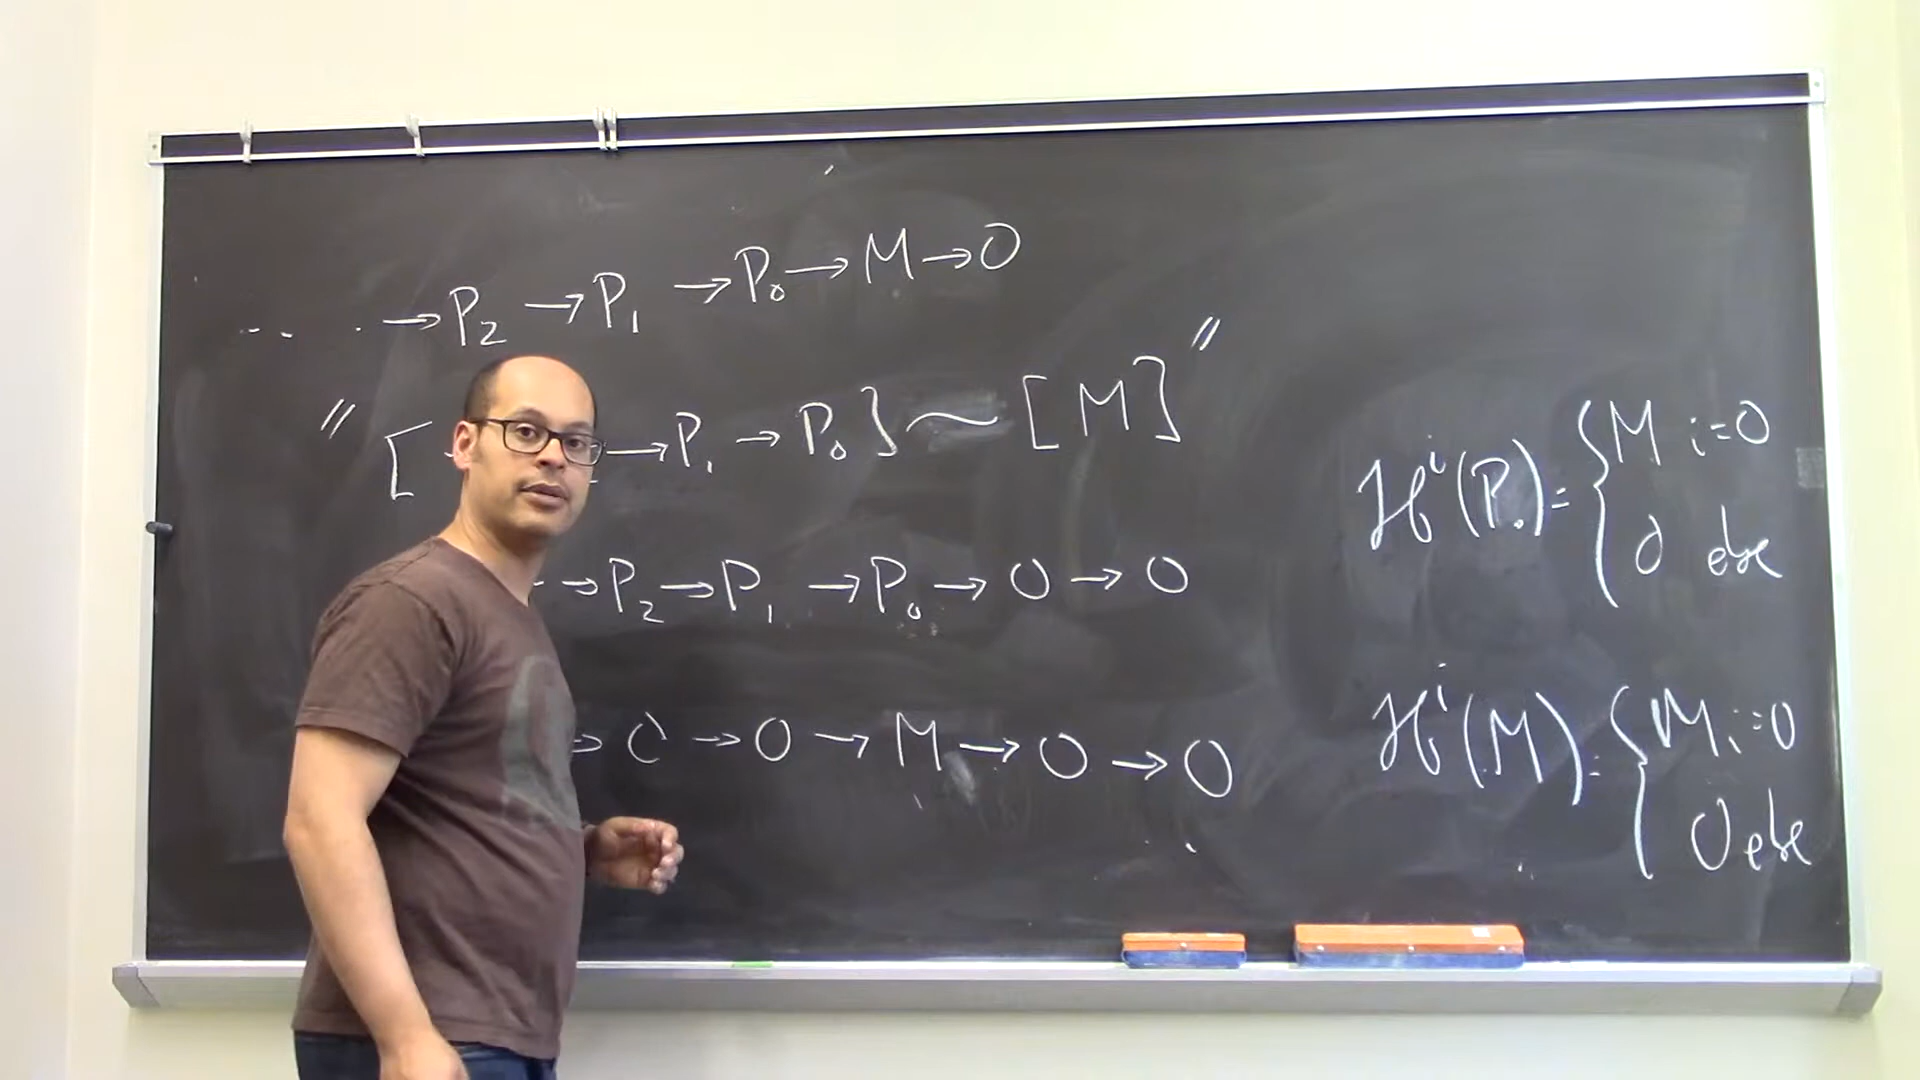 ... → P₂ → P₁ → P₀ → M → 0
" [ → P₁ → P₀ ] ~ [ M ] "
→ P₂ → P₁ → P₀ → 0 → 0
→ 0 → 0 → M → 0 → 0
ℋⁱ(P.) = { M i=0
0 else
ℋⁱ(M) = { M i=0
0 else